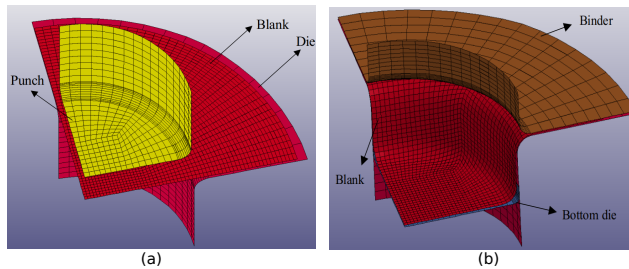 Blank
Die
Punch
(a)
Binder
Blank
Bottom die
(b)